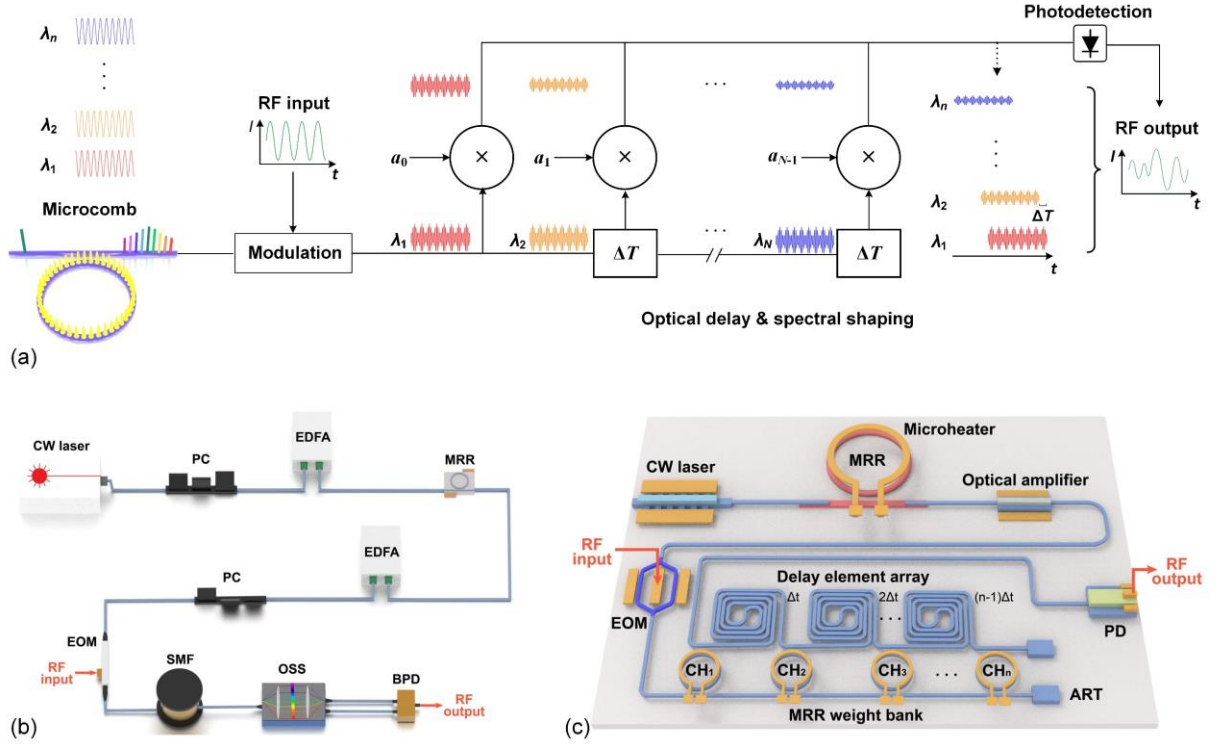 (a)
λn
λ2
λ1
Microcomb
RF input
I
t
Modulation
a0
×
a1
×
...
aN-1
×
λ1
λ2
ΔT
...
λN
ΔT
Optical delay & spectral shaping
Photodetection
λn
λ2
ΔT
λ1
t
RF output
I
t
(b)
CW laser
PC
EDFA
MRR
EDFA
PC
EOM
RF
input
SMF
OSS
BPD
RF
output
(c)
Microheater
MRR
CW laser
Optical amplifier
RF
input
EOM
Delay element array
Δt
2Δt
...
(n-1)Δt
RF
output
PD
CH1
CH2
CH3
...
CHn
ART
MRR weight bank